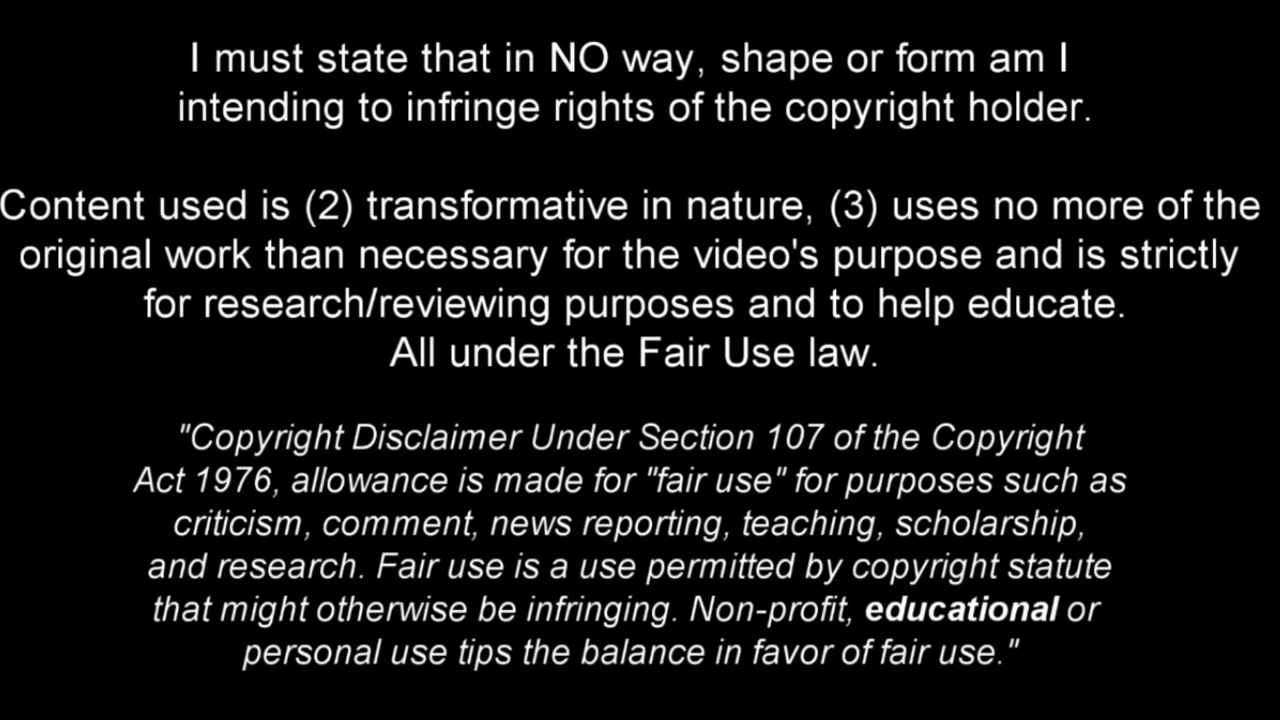 I must state that in NO way, shape or form am I
intending to infringe rights of the copyright holder.
Content used is (2) transformative in nature, (3) uses no more of the
original work than necessary for the video's purpose and is strictly
for research/reviewing purposes and to help educate.
All under the Fair Use law.
"Copyright Disclaimer Under Section 107 of the Copyright
Act 1976, allowance is made for "fair use" for purposes such as
criticism, comment, news reporting, teaching, scholarship,
and research. Fair use is a use permitted by copyright statute
that might otherwise be infringing. Non-profit, educational or
personal use tips the balance in favor of fair use."